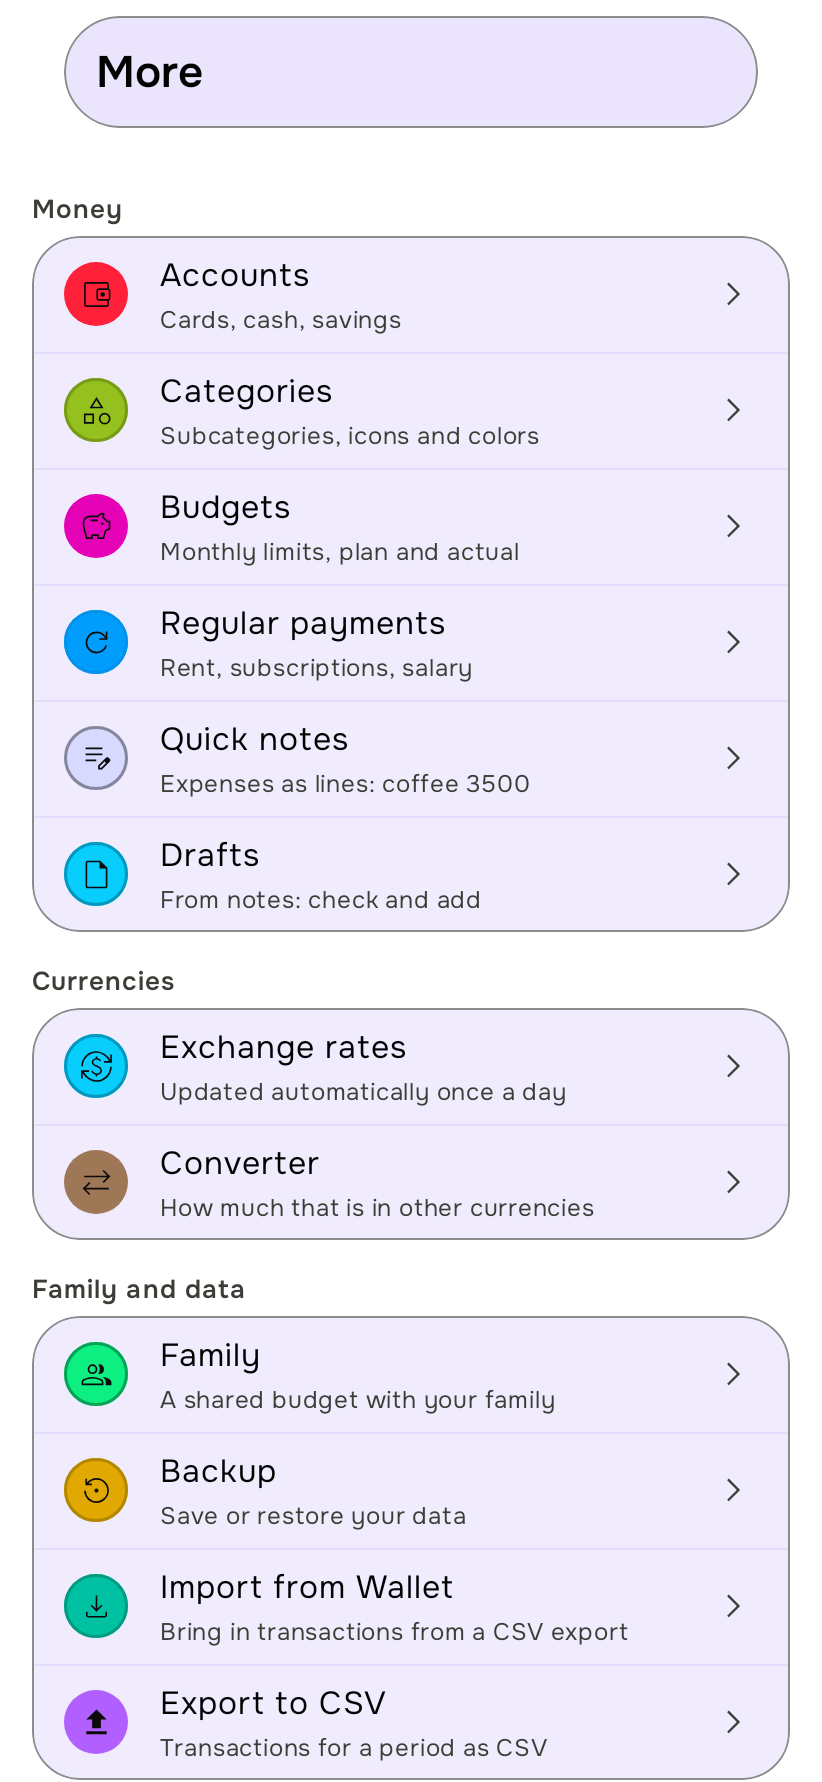 More
Money
Accounts
Cards, cash, savings
Categories
Subcategories, icons and colors
Budgets
Monthly limits, plan and actual
Regular payments
Rent, subscriptions, salary
Quick notes
Expenses as lines: coffee 3500
Drafts
From notes: check and add
Currencies
Exchange rates
Updated automatically once a day
Converter
How much that is in other currencies
Family and data
Family
A shared budget with your family
Backup
Save or restore your data
Import from Wallet
Bring in transactions from a CSV export
Export to CSV
Transactions for a period as CSV